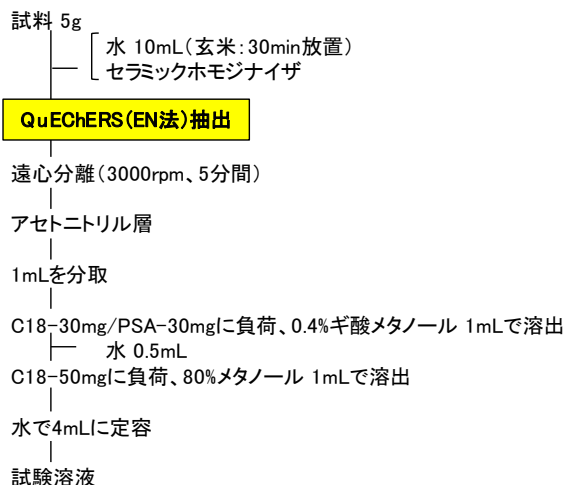 試料 5g
水 10mL(玄米:30min放置)
セラミックホモジナイザ
QuEChERS(EN法)抽出
遠心分離(3000rpm、5分間)
アセトニトリル層
1mLを分取
C18-30mg/PSA-30mgに負荷、0.4%ギ酸メタノール 1mLで溶出
水 0.5mL
C18-50mgに負荷、80%メタノール 1mLで溶出
水で4mLに定容
試験溶液